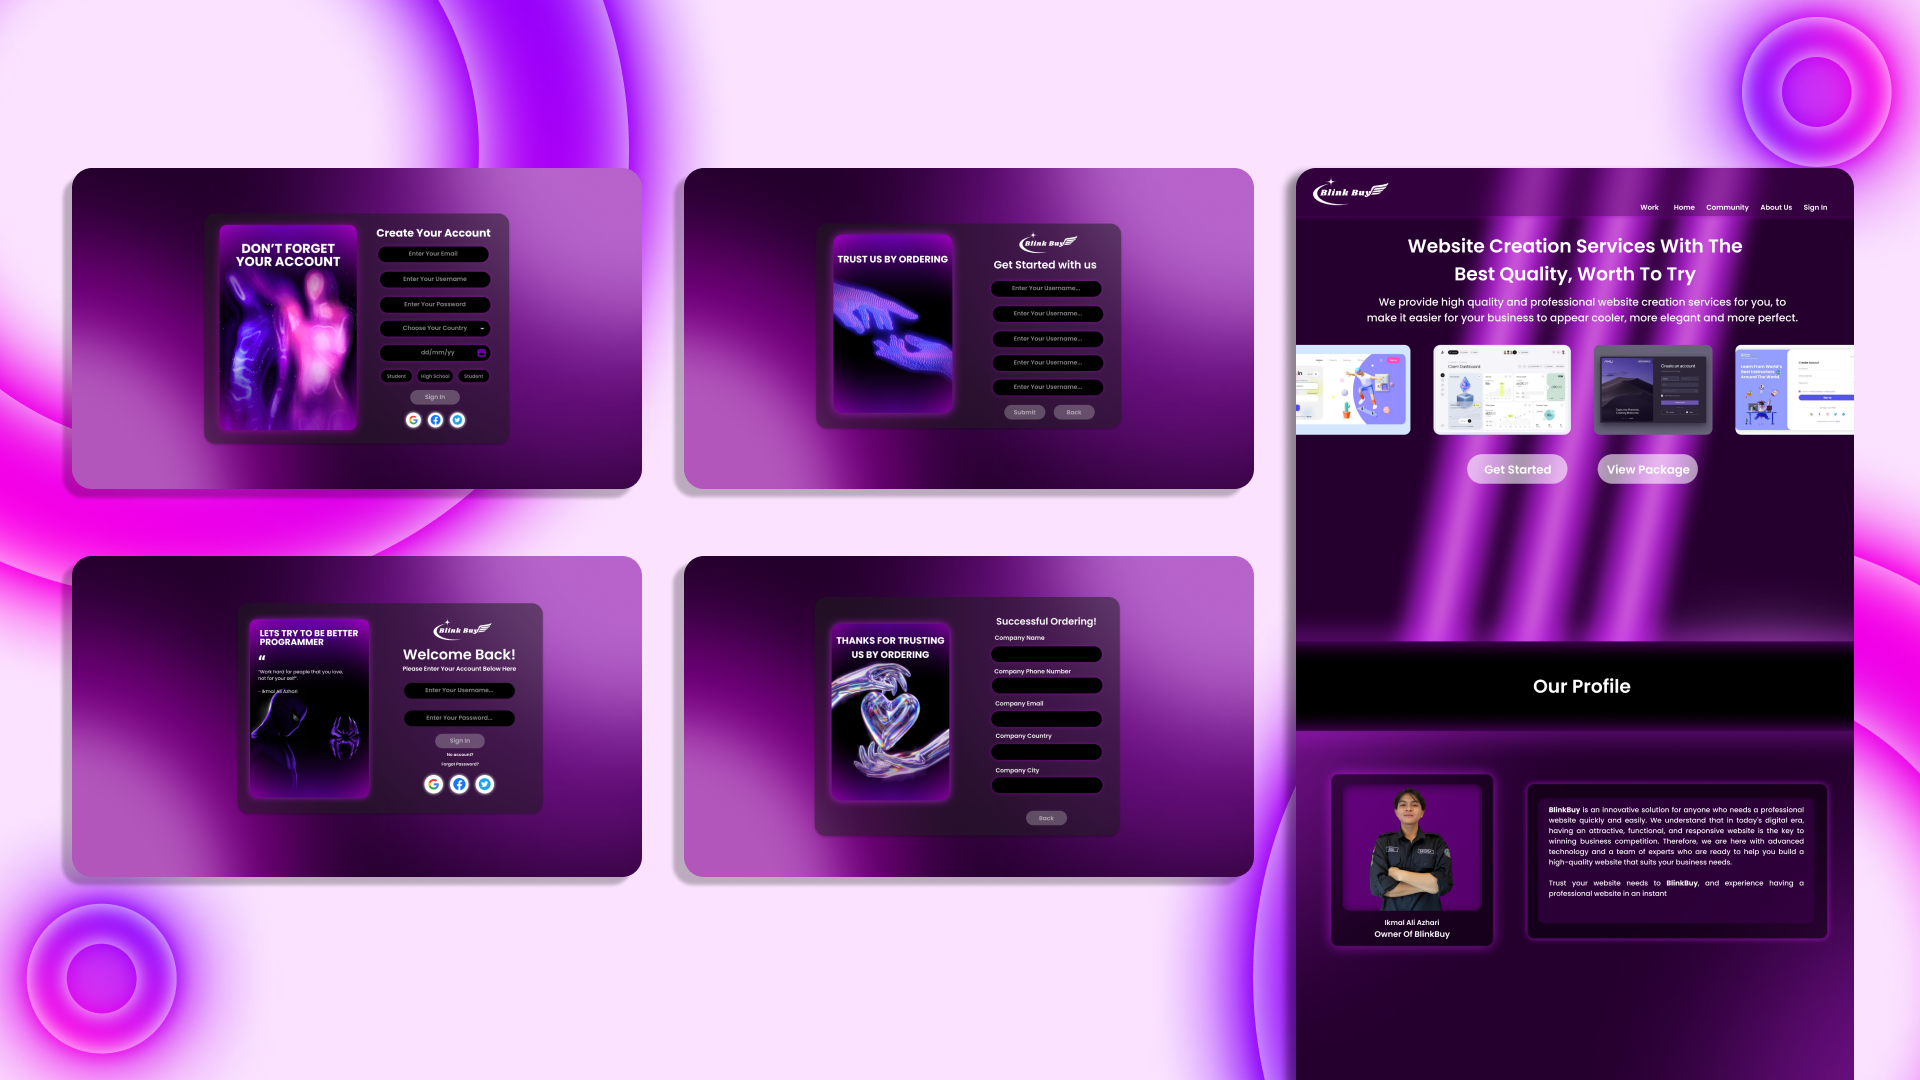 DON'T FORGET
YOUR ACCOUNT
Create Your Account
Enter Your Email
Enter Your Username
Enter Your Password
Choose Your Country
dd/mm/yy
Student
High School
Student
Sign In
TRUST US BY ORDERING
Blink Buy
Get Started with us
Enter Your Username...
Enter Your Username...
Enter Your Username...
Enter Your Username...
Enter Your Username...
Submit
Back
LETS TRY TO BE BETTER
PROGRAMMER
“
"Work hard for people that you love,
not for your self".
- Ikmal Ali Azhari
Blink Buy
Welcome Back!
Please Enter Your Account Below Here
Enter Your Username...
Enter Your Password...
Sign In
No account?
Forgot Password?
THANKS FOR TRUSTING
US BY ORDERING
Successful Ordering!
Company Name
Company Phone Number
Company Email
Company Country
Company City
Back
Blink Buy
Work
Home
Community
About Us
Sign In
Website Creation Services With The
Best Quality, Worth To Try
We provide high quality and professional website creation services for you, to
make it easier for your business to appear cooler, more elegant and more perfect.
Client Dashboard
Create an account
Learn From World's
Best Instructors
Around The World.
Get Started
View Package
Our Profile
Ikmal Ali Azhari
Owner Of BlinkBuy
BlinkBuy is an innovative solution for anyone who needs a professional
website quickly and easily. We understand that in today's digital era,
having an attractive, functional, and responsive website is the key to
winning business competition. Therefore, we are here with advanced
technology and a team of experts who are ready to help you build a
high-quality website that suits your business needs.
Trust your website needs to BlinkBuy, and experience having a
professional website in an instant